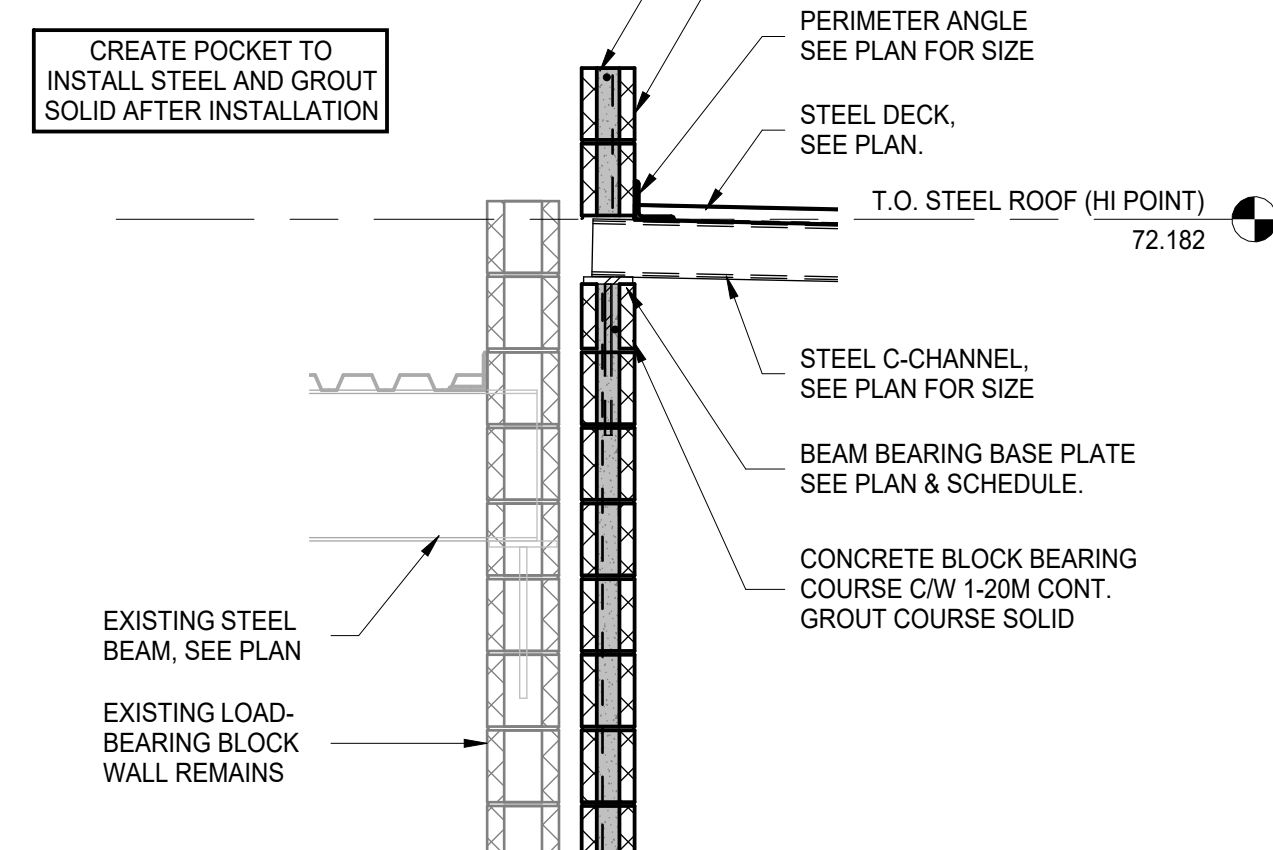 CREATE POCKET TO
INSTALL STEEL AND GROUT
SOLID AFTER INSTALLATION
PERIMETER ANGLE
SEE PLAN FOR SIZE
STEEL DECK,
SEE PLAN.
T.O. STEEL ROOF (HI POINT)
72.182
STEEL C-CHANNEL,
SEE PLAN FOR SIZE
BEAM BEARING BASE PLATE
SEE PLAN & SCHEDULE.
CONCRETE BLOCK BEARING
COURSE C/W 1-20M CONT.
GROUT COURSE SOLID
EXISTING STEEL
BEAM, SEE PLAN
EXISTING LOAD-
BEARING BLOCK
WALL REMAINS